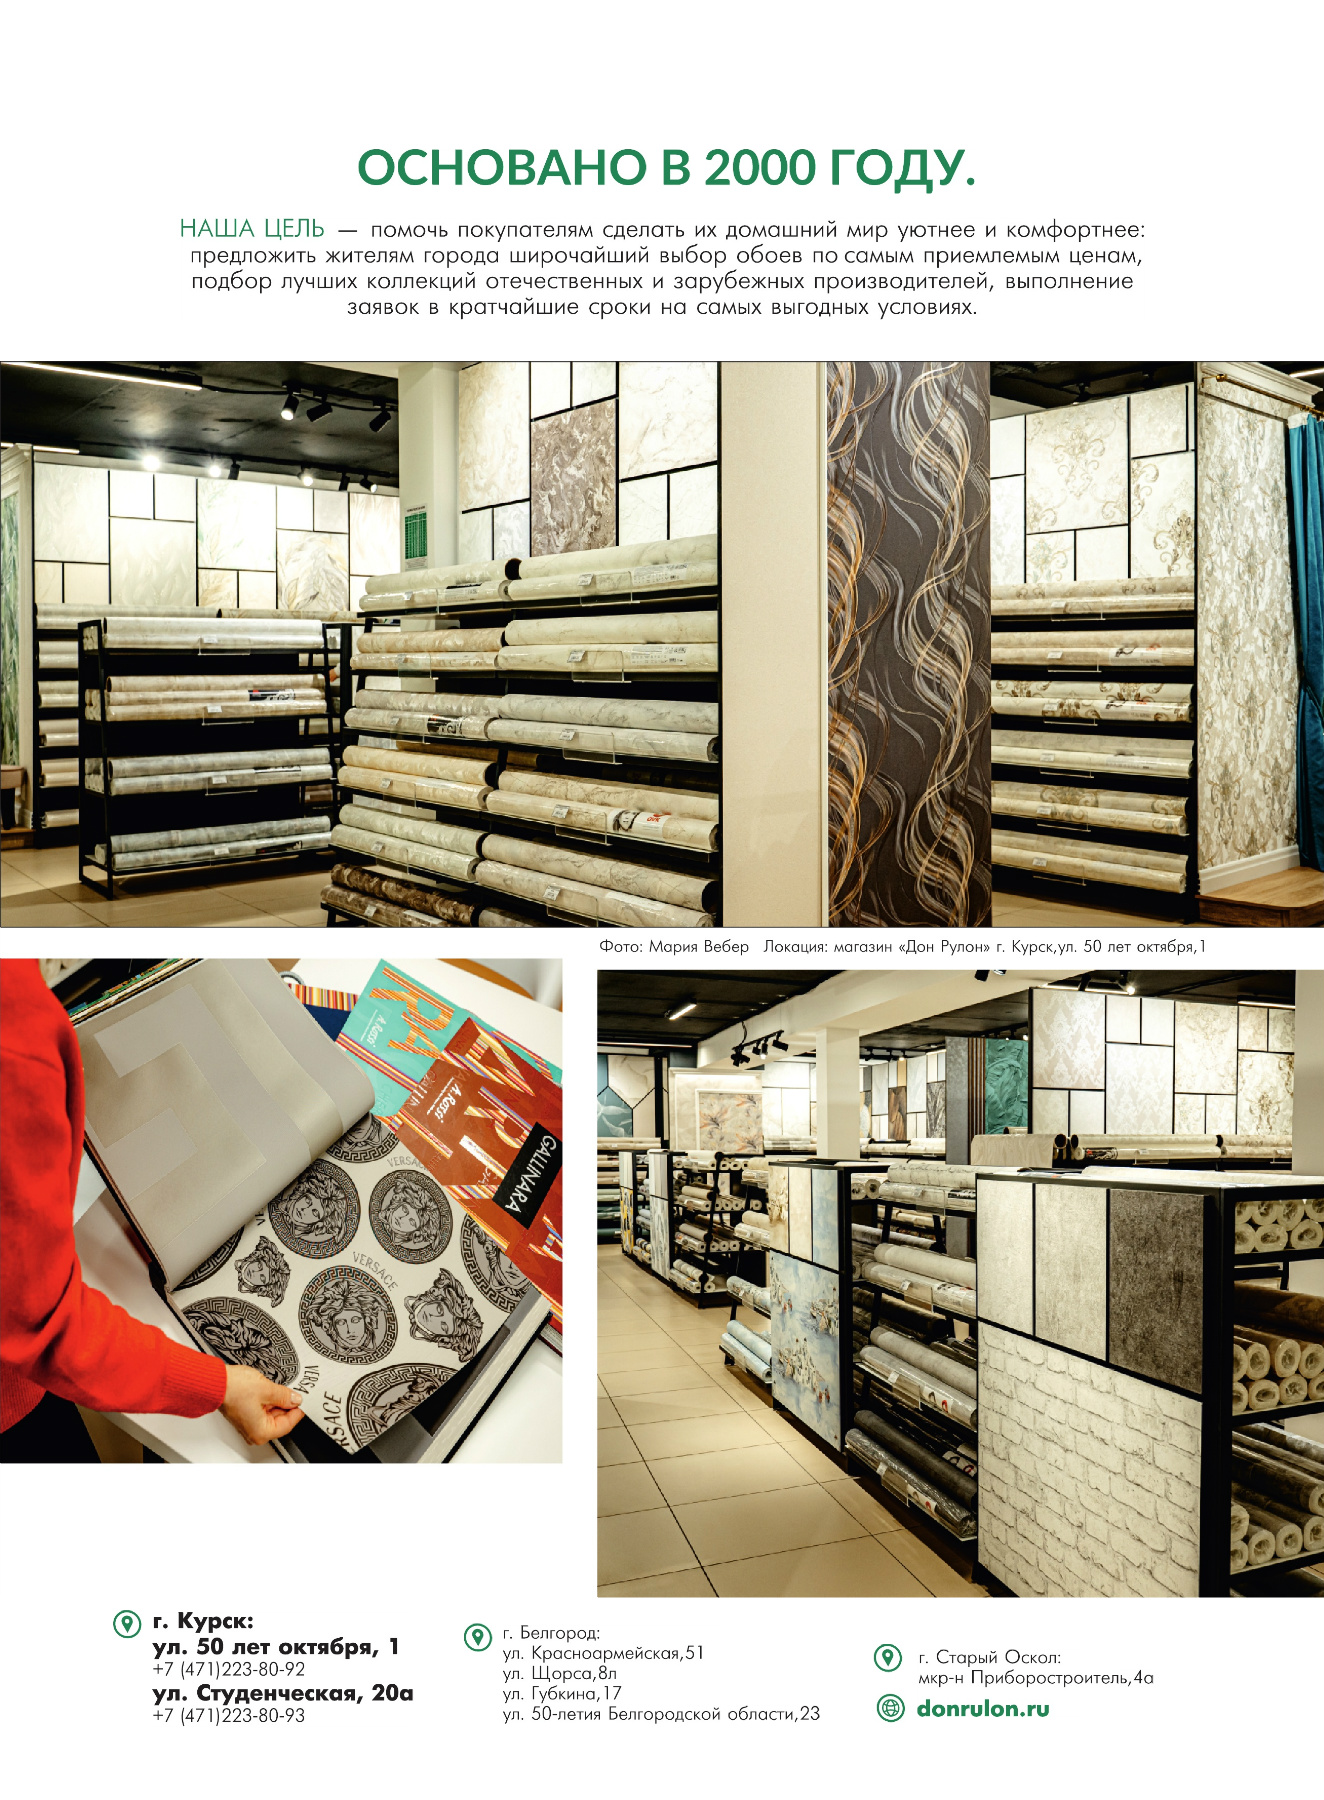 ОСНОВАНО В 2000 ГОДУ.
НАША ЦЕЛЬ — помочь покупателям сделать их домашний мир уютнее и комфортнее:
предложить жителям города широчайший выбор обоев по самым приемлемым ценам,
подбор лучших коллекций отечественных и зарубежных производителей, выполнение
заявок в кратчайшие сроки на самых выгодных условиях.
Фото: Мария Вебер Локация: магазин «Дон Рулон» г. Курск,ул. 50 лет октября,1
A.Rossi
A.Rossi
GALLINARA
VERSACE
VERSACE
г. Курск:
ул. 50 лет октября, 1
+7 (471)223-80-92
ул. Студенческая, 20а
+7 (471)223-80-93
г. Белгород:
ул. Красноармейская,51
ул. Щорса,8л
ул. Губкина,17
ул. 50-летия Белгородской области,23
г. Старый Оскол:
мкр-н Приборостроитель,4а
donrulon.ru